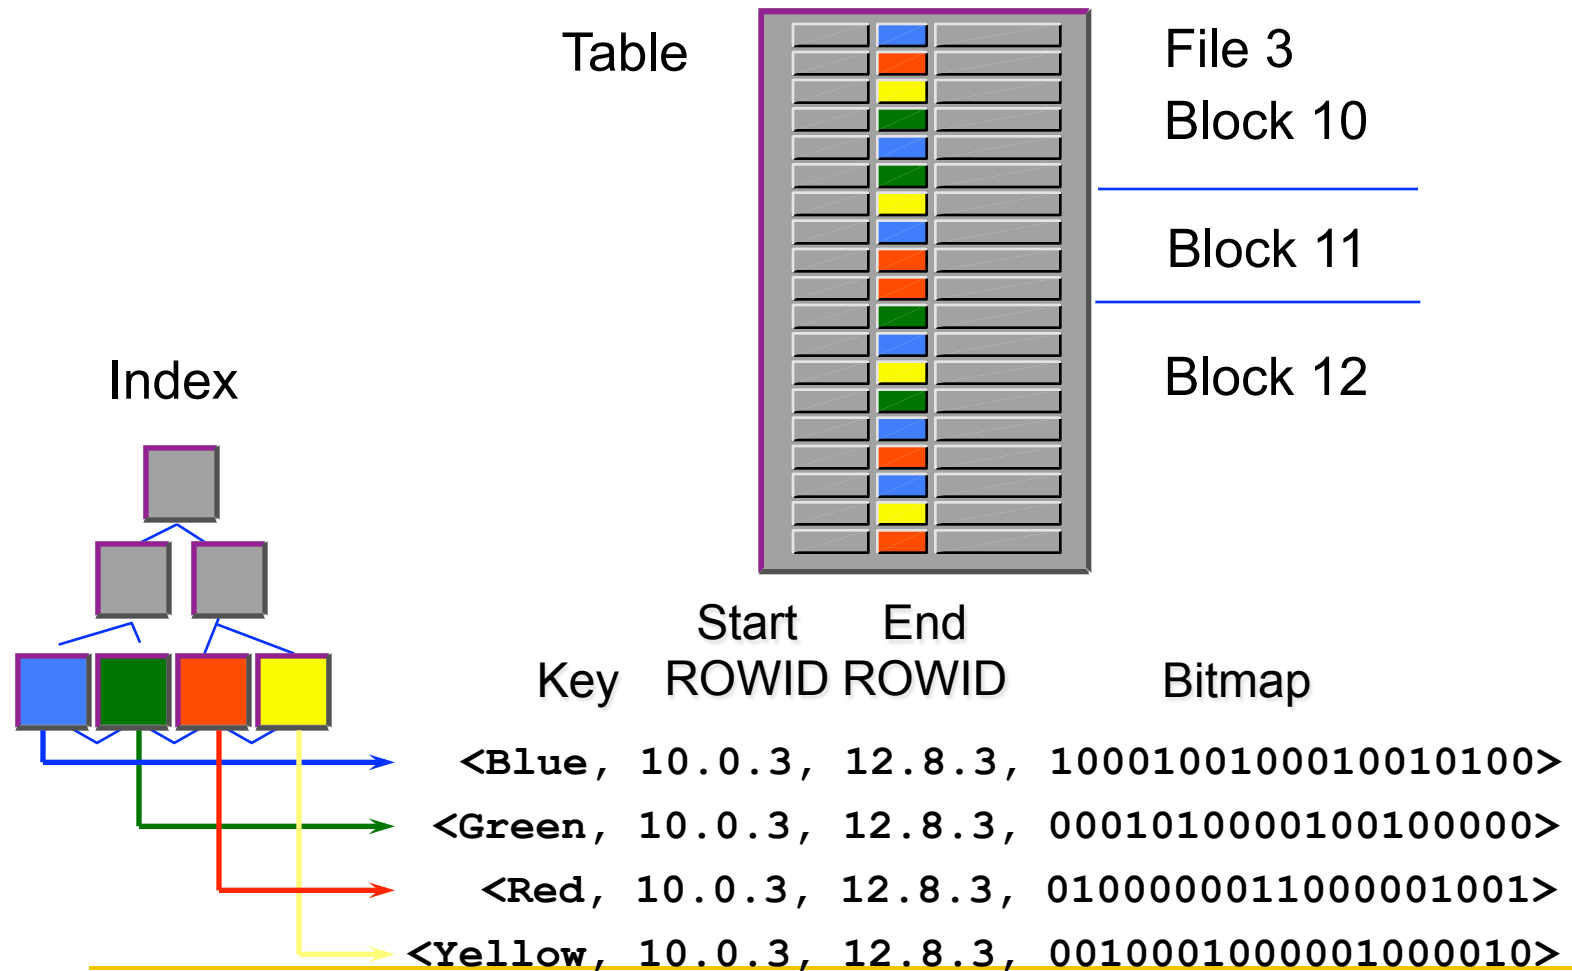 Table
File 3
Block 10
Block 11
Block 12
Index
Start End
Key ROWID ROWID Bitmap
<Blue, 10.0.3, 12.8.3, 1000100100010010100>
<Green, 10.0.3, 12.8.3, 0001010000100100000>
<Red, 10.0.3, 12.8.3, 0100000011000001001>
<Yellow, 10.0.3, 12.8.3, 0010001000001000010>